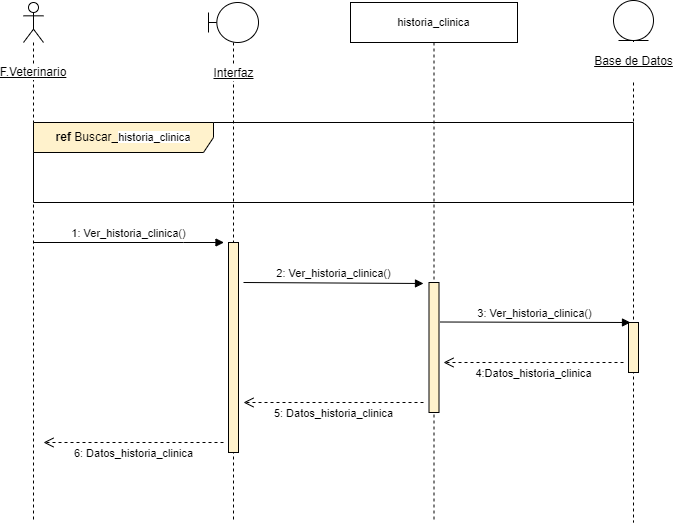 historia_clinica
Base de Datos
F.Veterinario
Interfaz
ref Buscar_historia_clinica
1: Ver_historia_clinica()
2: Ver_historia_clinica()
3: Ver_historia_clinica()
4:Datos_historia_clinica
5: Datos_historia_clinica
6: Datos_historia_clinica